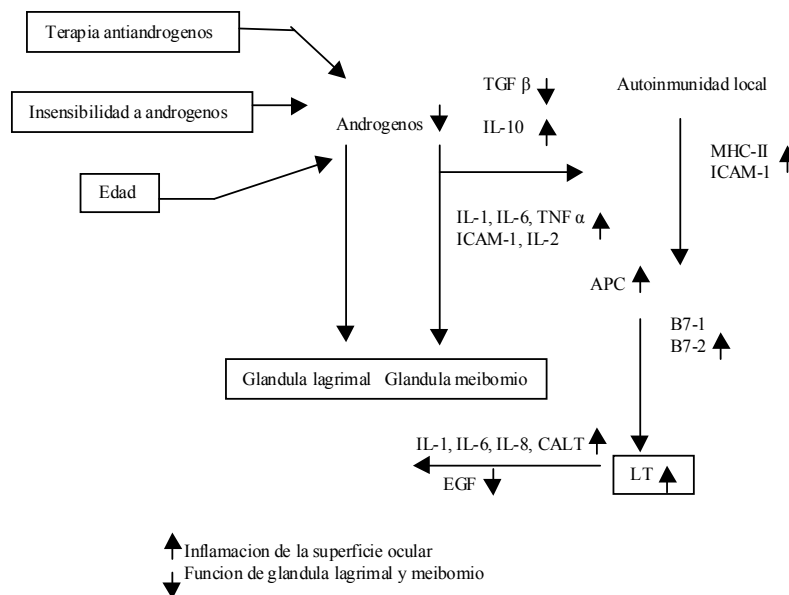 Terapia antiandrogenos
Insensibilidad a androgenos
Edad
Androgenos
TGF β
IL-10
Autoinmunidad local
MHC-II
ICAM-1
IL-1, IL-6, TNF α
ICAM-1, IL-2
APC
B7-1
B7-2
Glandula lagrimal Glandula meibomio
IL-1, IL-6, IL-8, CALT
EGF
LT
Inflamacion de la superficie ocular
Funcion de glandula lagrimal y meibomio